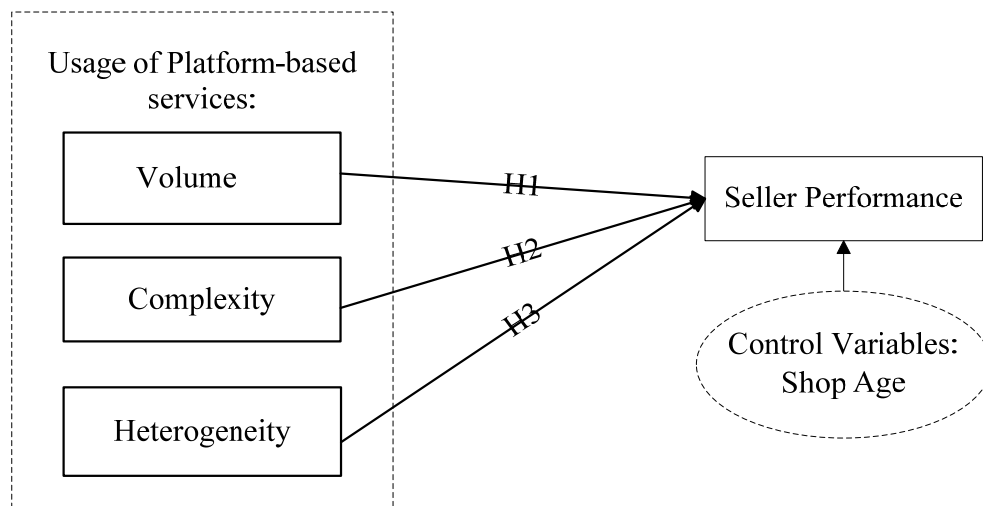 Usage of Platform-based
services:
Volume
Complexity
Heterogeneity
H1
H2
H3
Seller Performance
Control Variables:
Shop Age